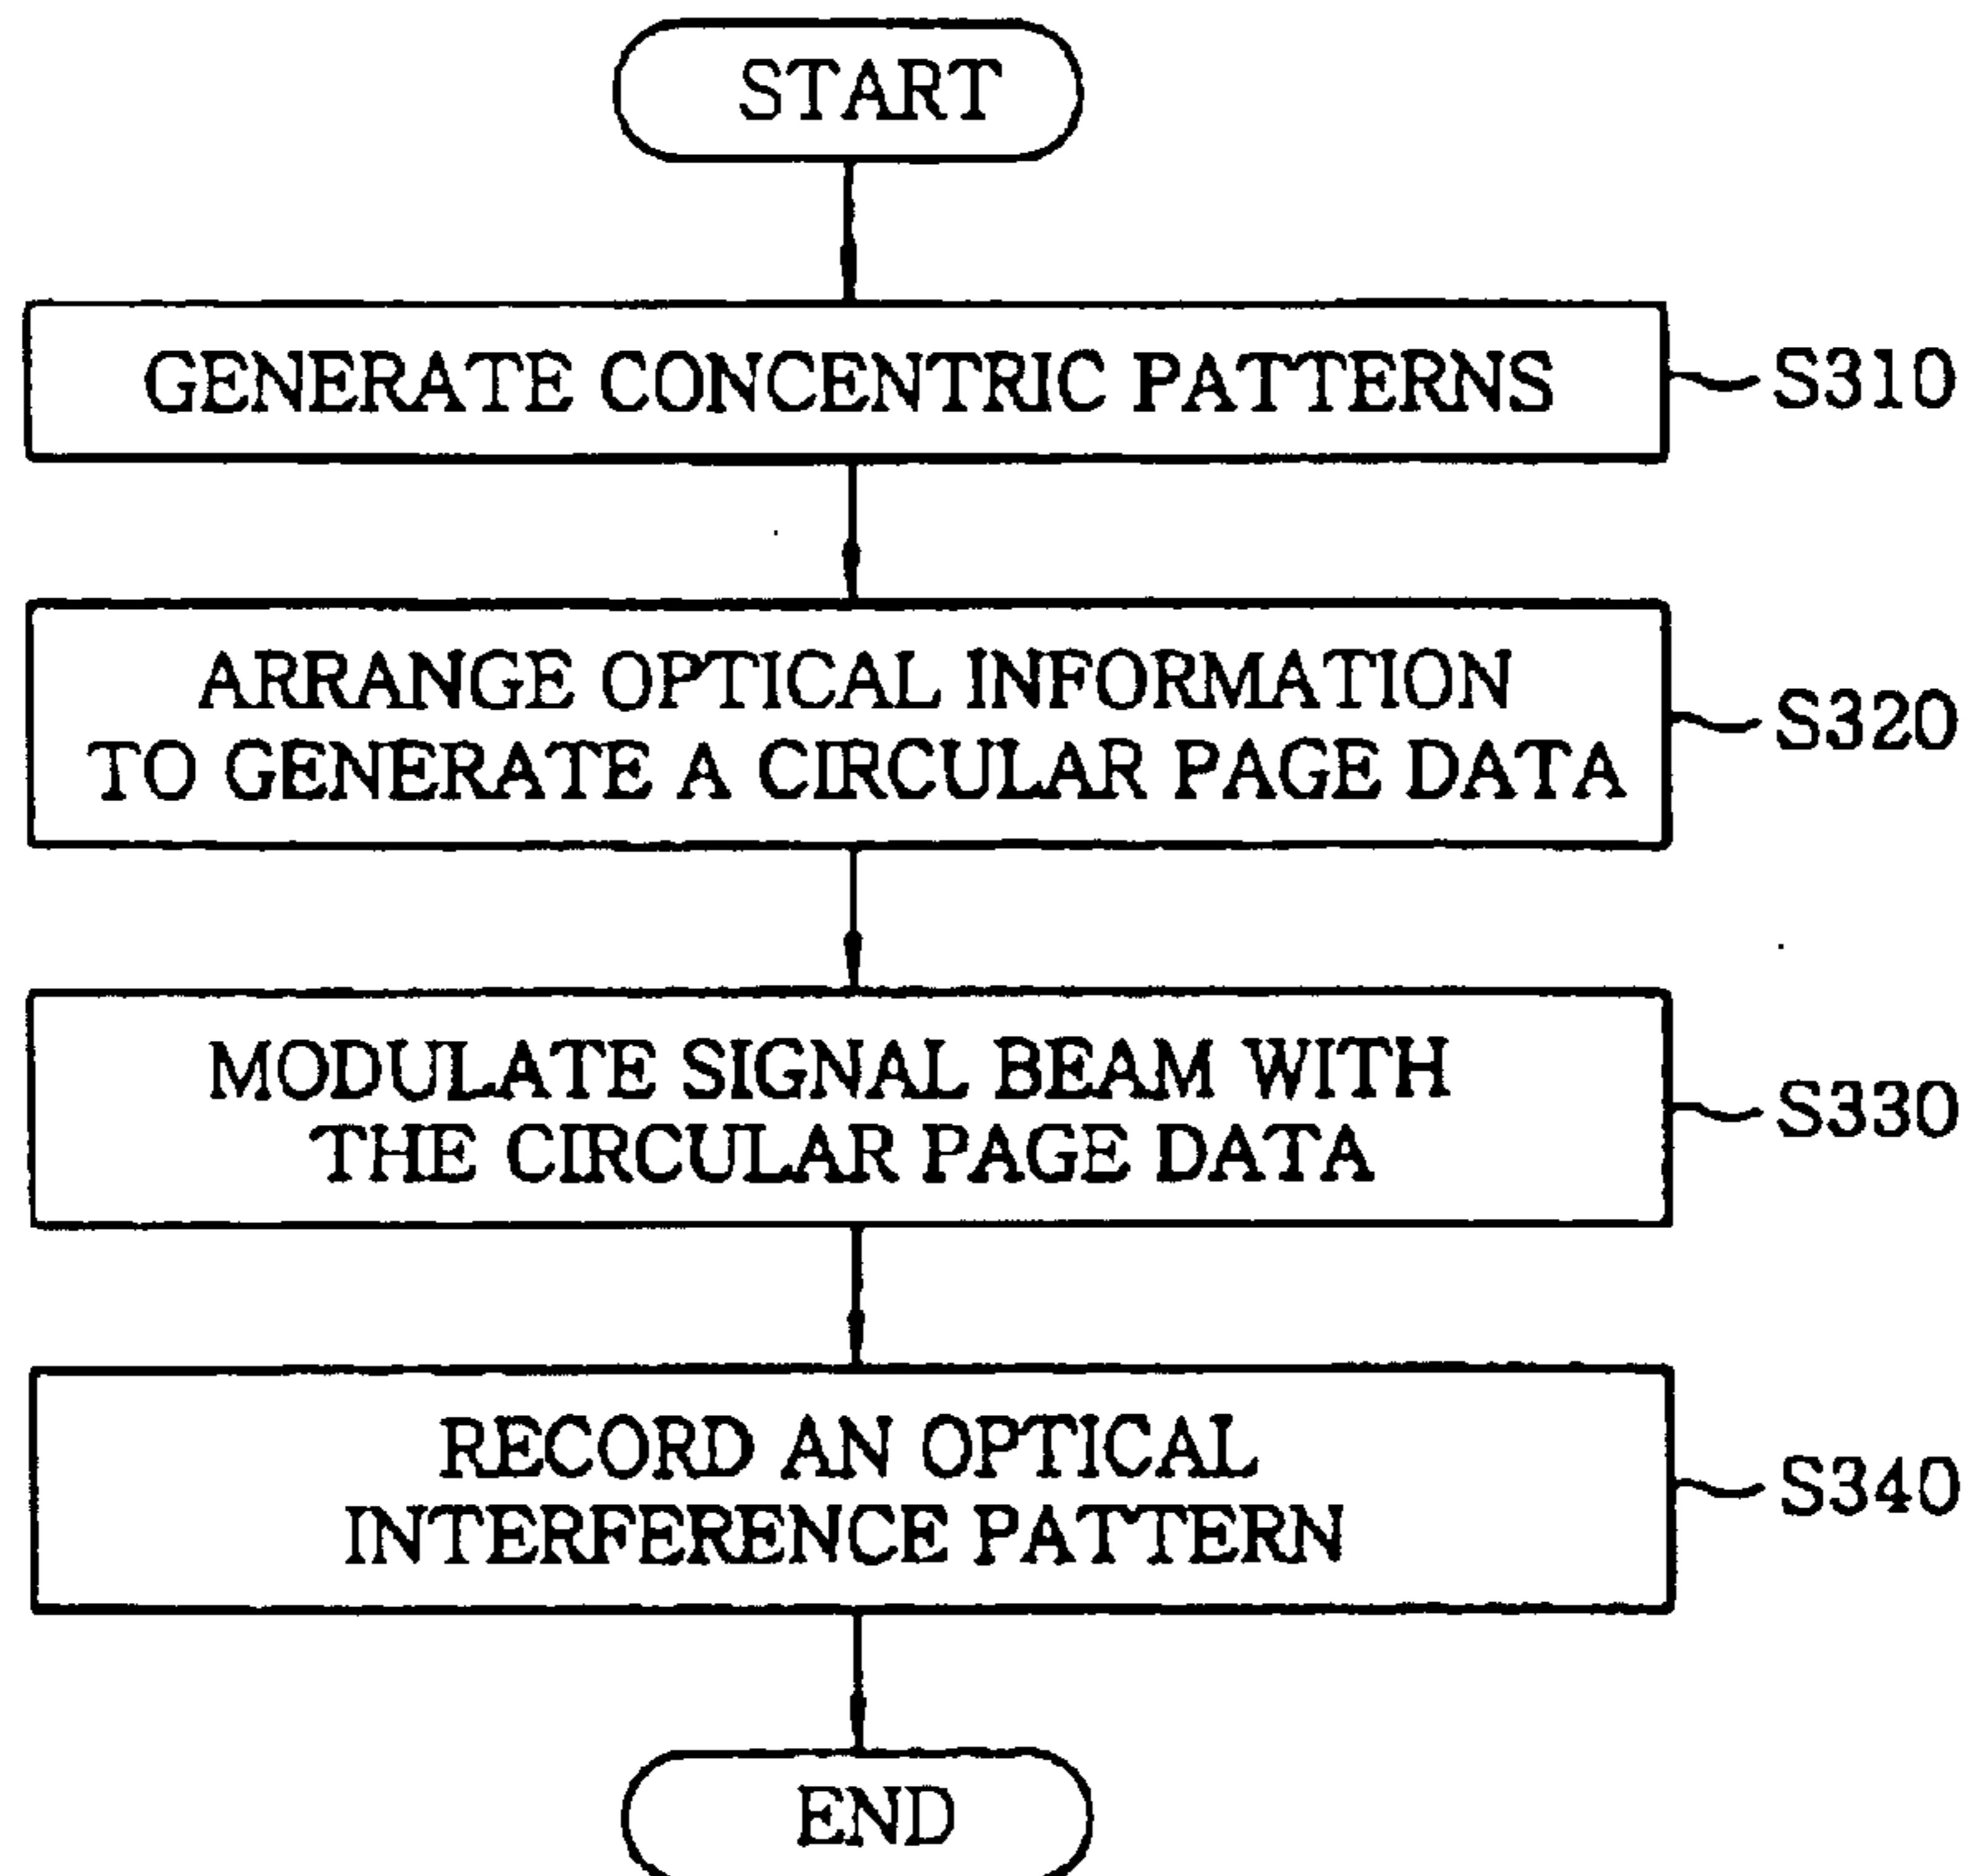 START
GENERATE CONCENTRIC PATTERNS
S310
ARRANGE OPTICAL INFORMATION
TO GENERATE A CIRCULAR PAGE DATA
S320
MODULATE SIGNAL BEAM WITH
THE CIRCULAR PAGE DATA
S330
RECORD AN OPTICAL
INTERFERENCE PATTERN
S340
END